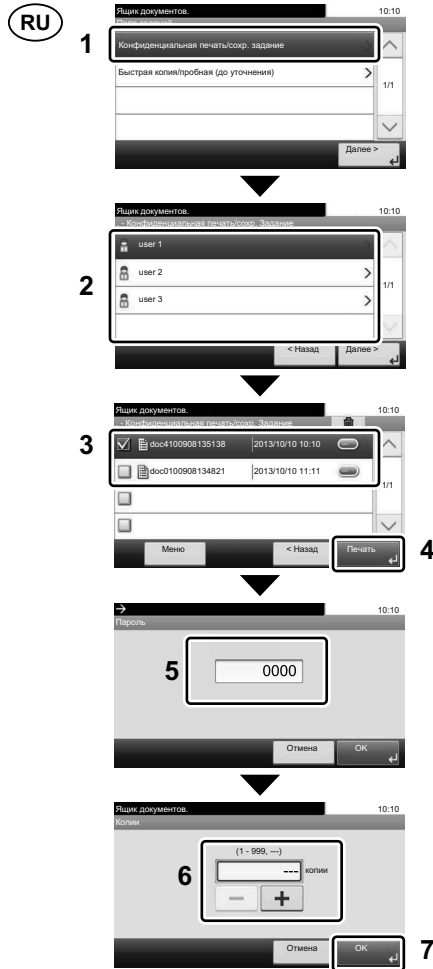 RU
Ящик документов.
10:10
1
Конфиденциальная печать/сохр. задание
Быстрая копия/пробная (до уточнения)
1/1
Далее >
Ящик документов.
10:10
- Конфиденциальная печать/сохр. Задание
2
user 1
user 2
1/1
user 3
< Назад
Далее >
Ящик документов.
10:10
- Конфиденциальная печать/сохр. Задание
3
doc4100908135138
2013/10/10 10:10
doc0100908134821
2013/10/10 11:11
1/1
Меню
< Назад
Печать
4
10:10
Пароль
5
0000
Отмена
OK
Ящик документов.
10:10
Копии
(1 - 999, ---)
6
--- копии
Отмена
OK
7